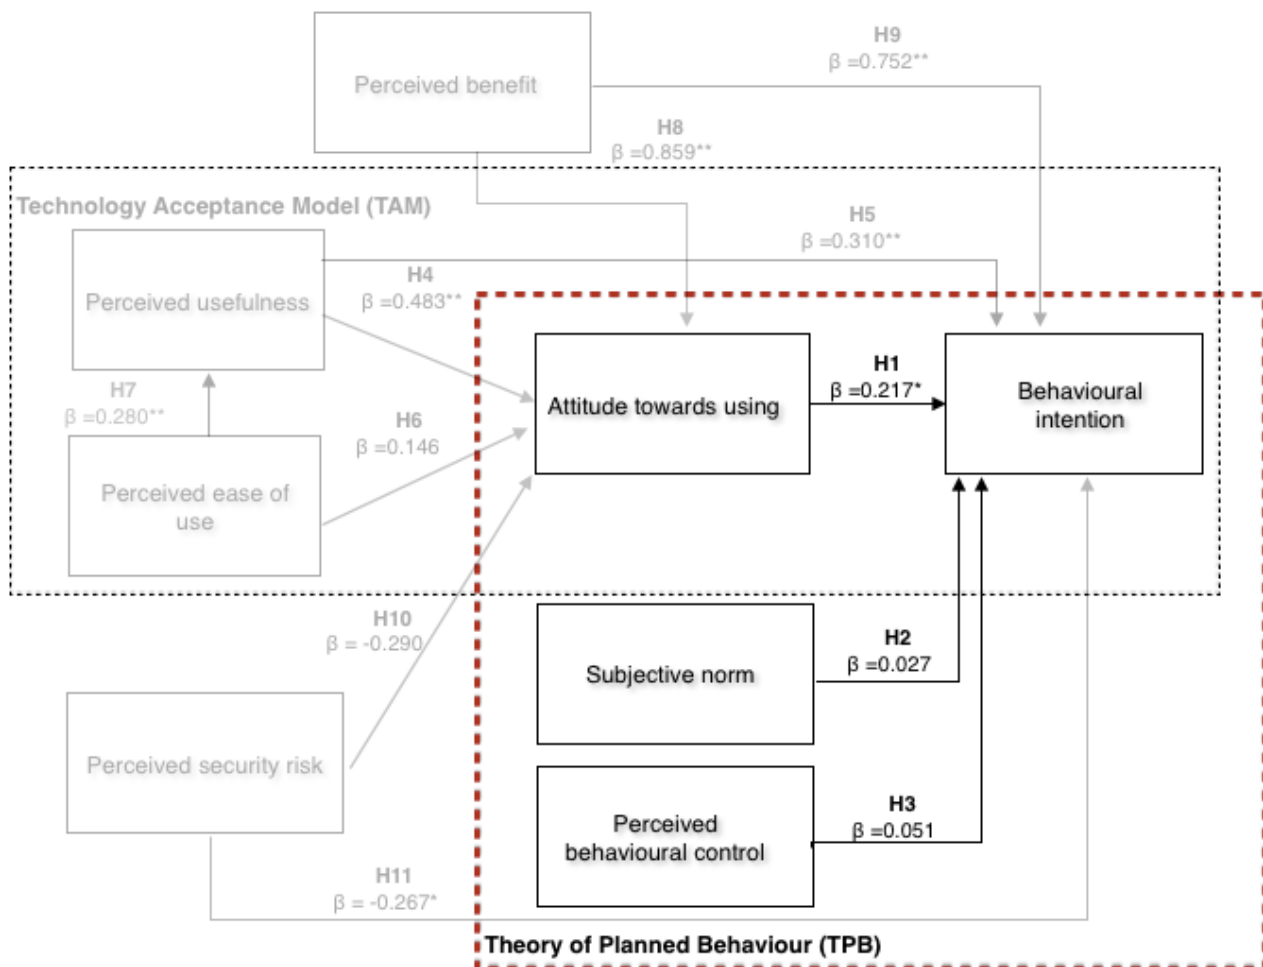 H9
β =0.752**
Perceived benefit
H8
β =0.859**
Technology Acceptance Model (TAM)
H5
β =0.310**
H4
β =0.483**
Perceived usefulness
H1
β =0.217*
Behavioural
intention
Attitude towards using
H7
β =0.280**
H6
β =0.146
Perceived ease of
use
H10
β = -0.290
H2
β =0.027
Subjective norm
Perceived security risk
H3
β =0.051
Perceived
behavioural control
H11
β = -0.267*
Theory of Planned Behaviour (TPB)